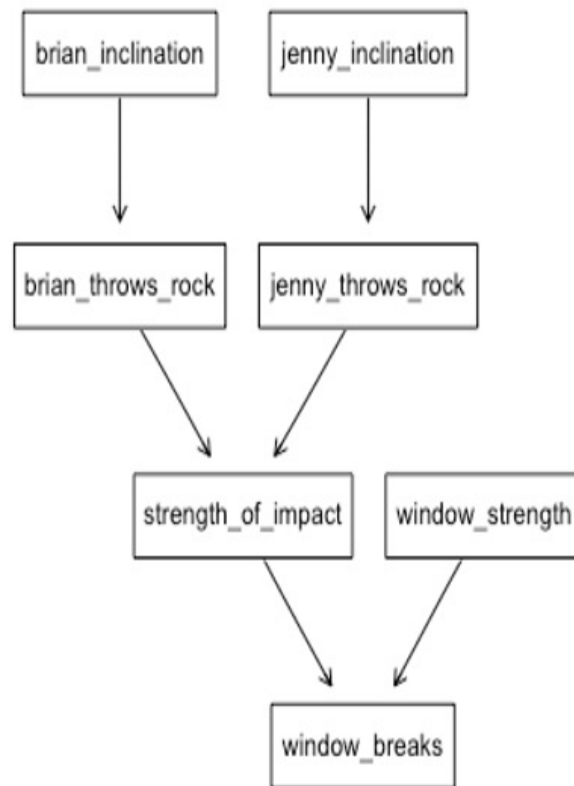 brian_inclination
jenny_inclination
brian_throws_rock
jenny_throws_rock
strength_of_impact
window_strength
window_breaks